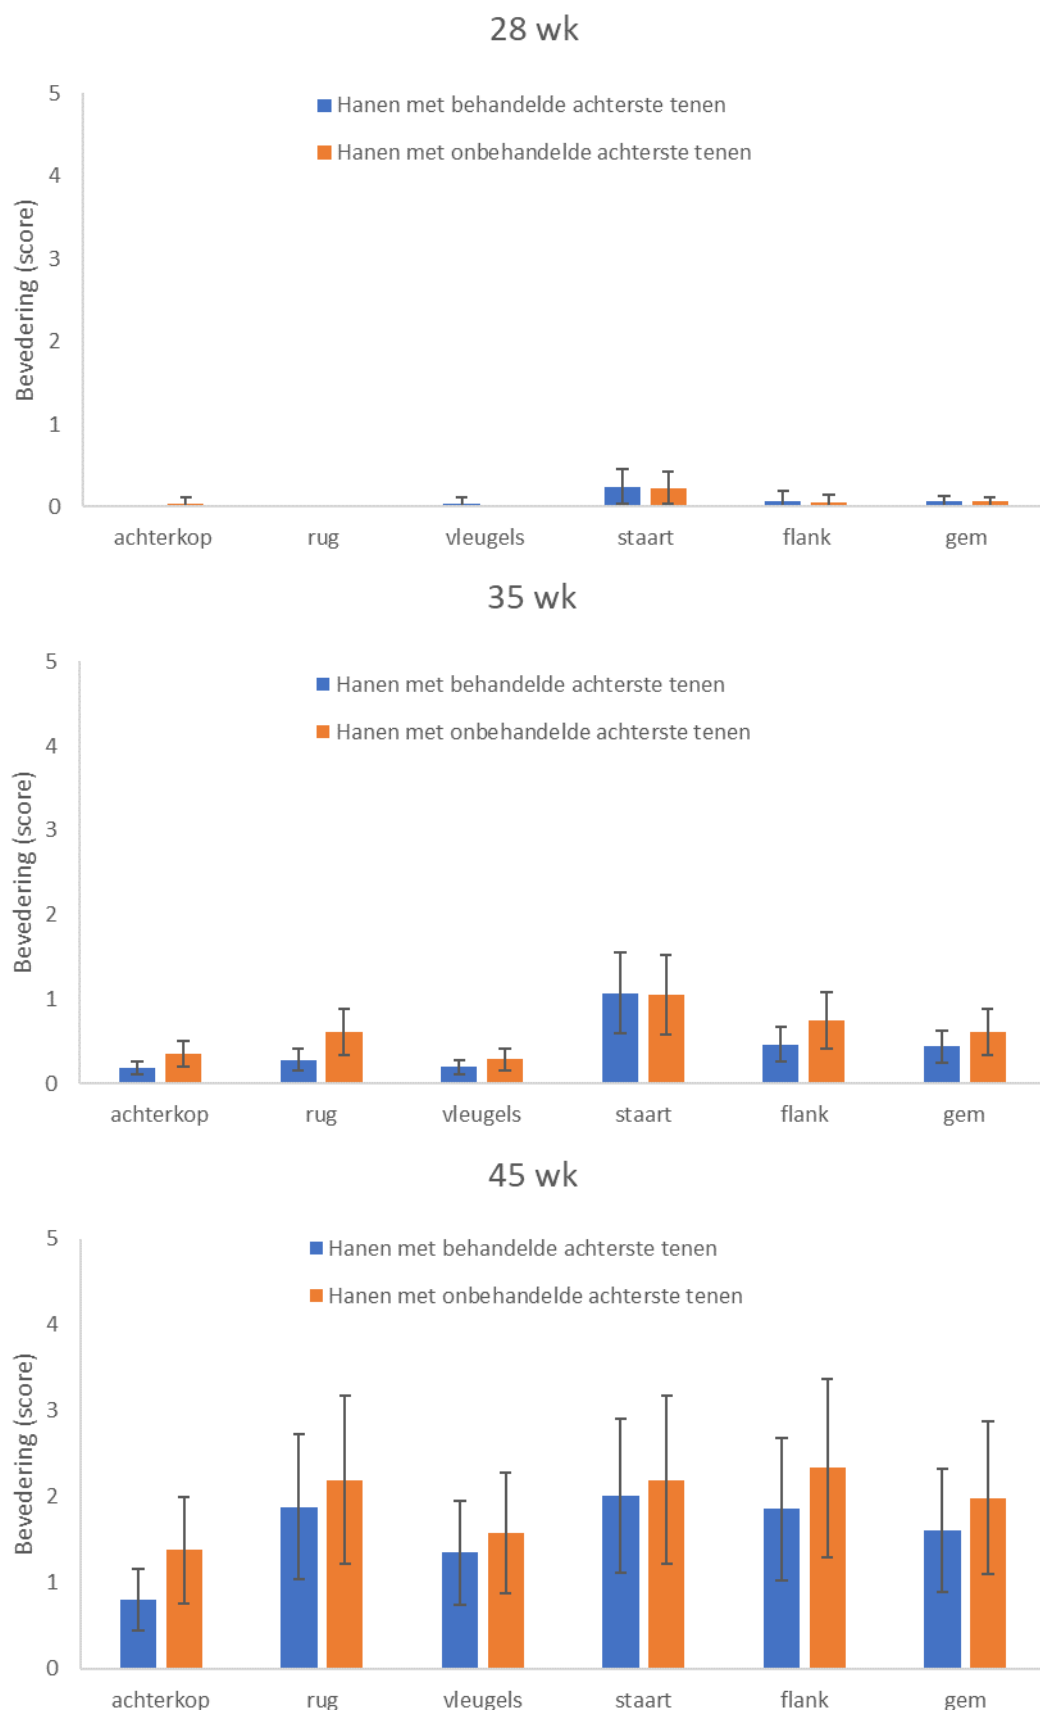 28 wk
5
Hanen met behandelde achterste tenen
Hanen met onbehandelde achterste tenen
4
3
2
1
0
Bevedering (score)
achterkop rug vleugels staart flank gem
35 wk
5
Hanen met behandelde achterste tenen
Hanen met onbehandelde achterste tenen
4
3
2
1
0
Bevedering (score)
achterkop rug vleugels staart flank gem
45 wk
5
Hanen met behandelde achterste tenen
Hanen met onbehandelde achterste tenen
4
3
2
1
0
Bevedering (score)
achterkop rug vleugels staart flank gem